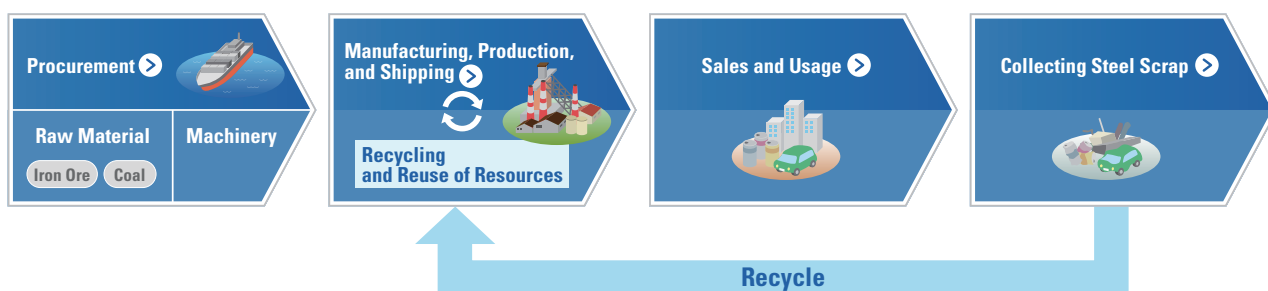 Procurement
Raw Material
Machinery
Iron Ore
Coal
Manufacturing, Production,
and Shipping
Recycling
and Reuse of Resources
Sales and Usage
Collecting Steel Scrap
Recycle